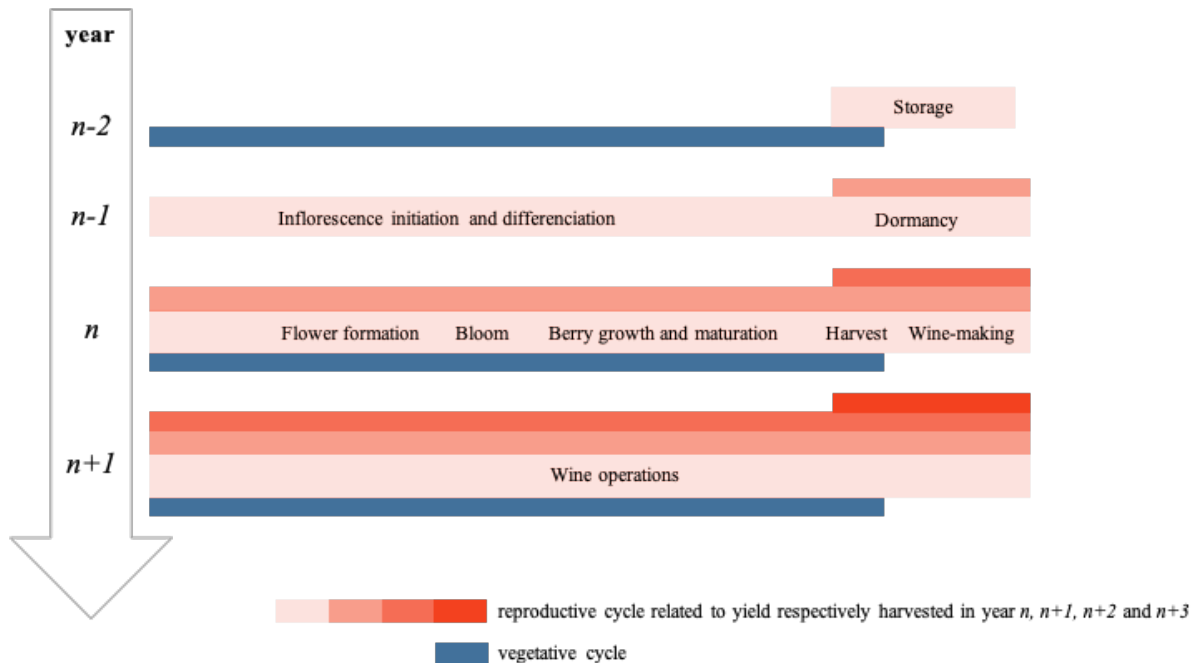 year
Storage
n-2
n-1
Inflorescence initiation and differenciation
Dormancy
n
Flower formation
Bloom
Berry growth and maturation
Harvest
Wine-making
n+1
Wine operations
reproductive cycle related to yield respectively harvested in year n, n+1, n+2 and n+3
vegetative cycle